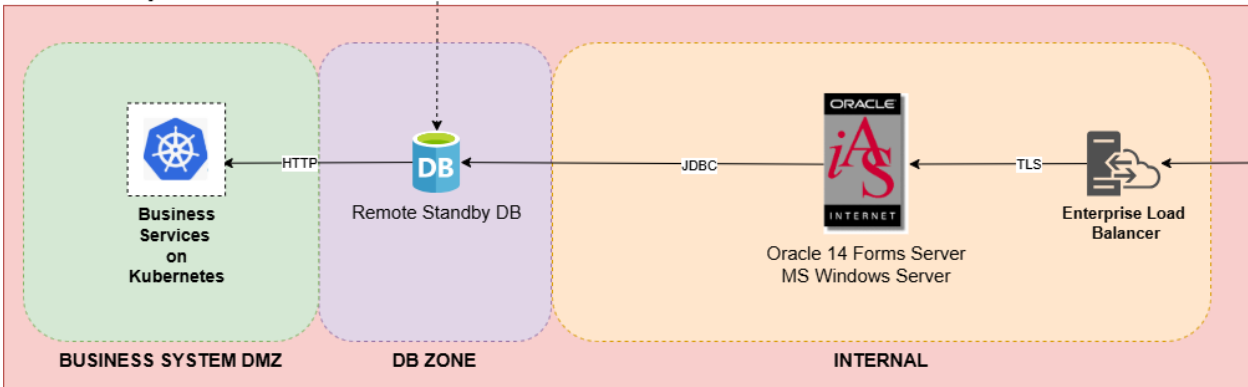 HTTP
DB
JDBC
ORACLE
iAS
INTERNET
TLS
Business
Services
on
Kubernetes
Remote Standby DB
Oracle 14 Forms Server
MS Windows Server
Enterprise Load
Balancer
BUSINESS SYSTEM DMZ
DB ZONE
INTERNAL